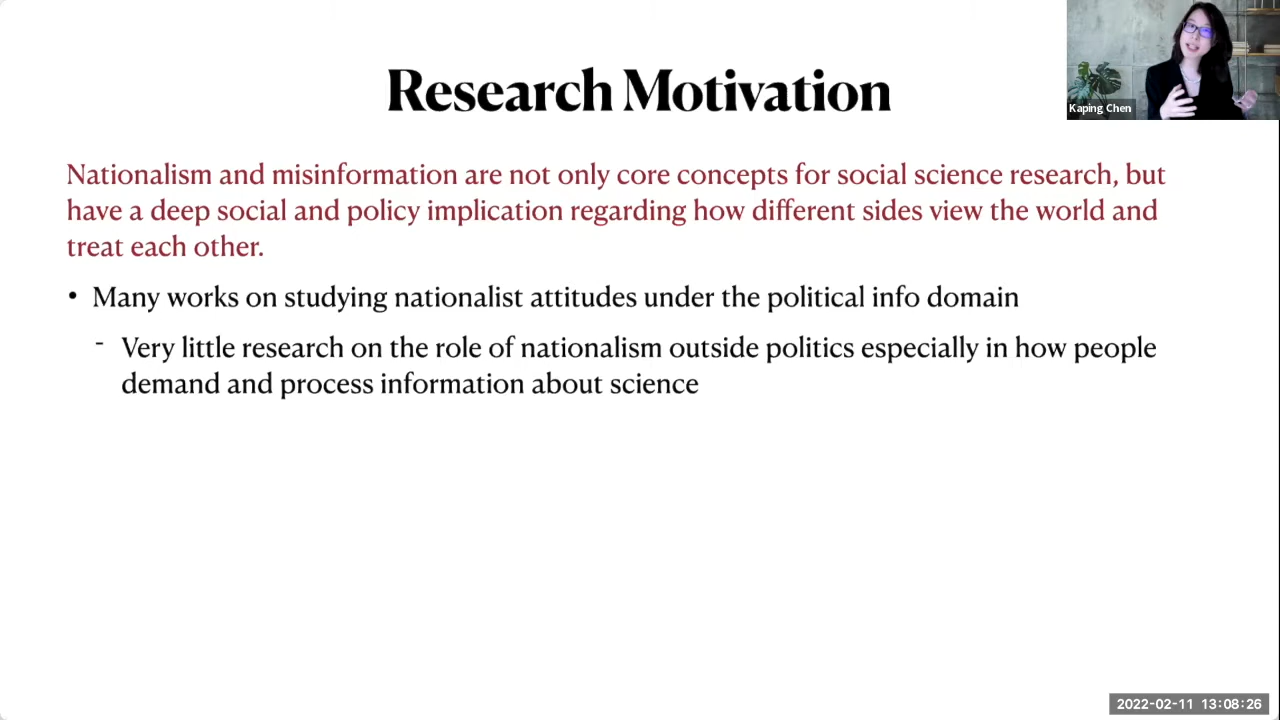 Research Motivation
Kaping Chen
Nationalism and misinformation are not only core concepts for social science research, but
have a deep social and policy implication regarding how different sides view the world and
treat each other.
• Many works on studying nationalist attitudes under the political info domain
- Very little research on the role of nationalism outside politics especially in how people
demand and process information about science
2022-02-11 13:08:26